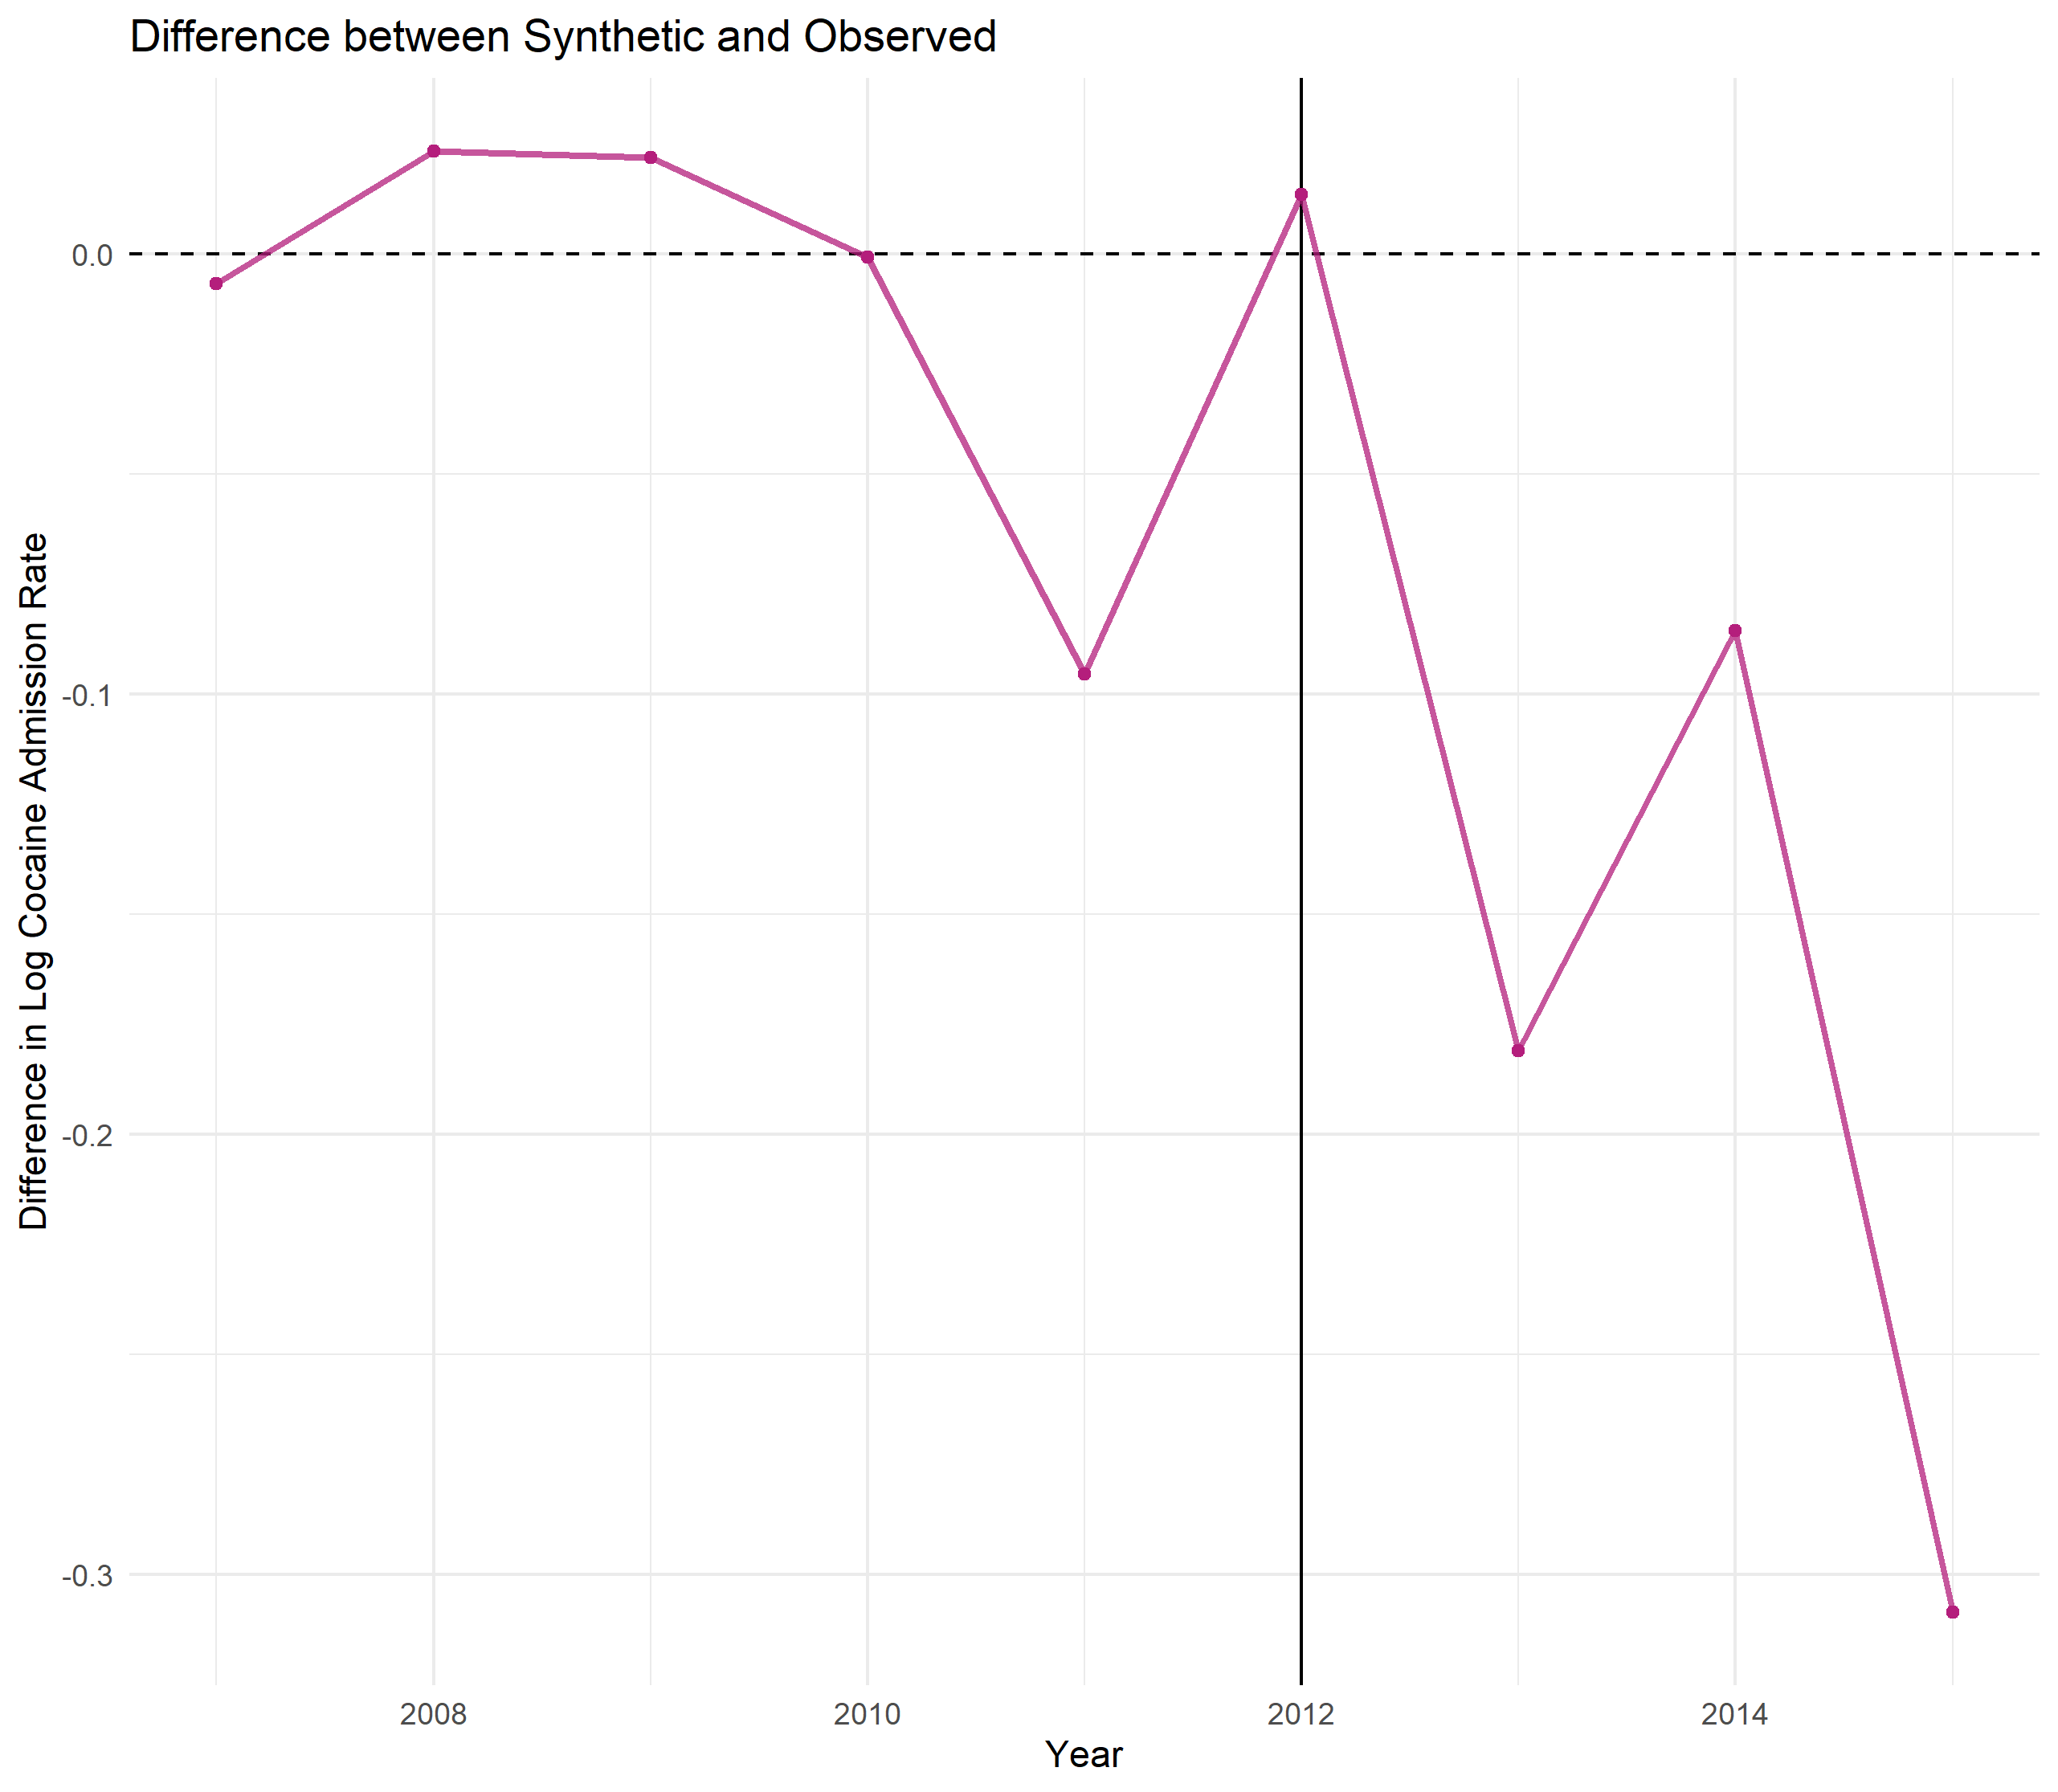 Difference between Synthetic and Observed
Difference in Log Cocaine Admission Rate
0.0
-0.1
-0.2
-0.3
2008
2010
2012
2014
Year